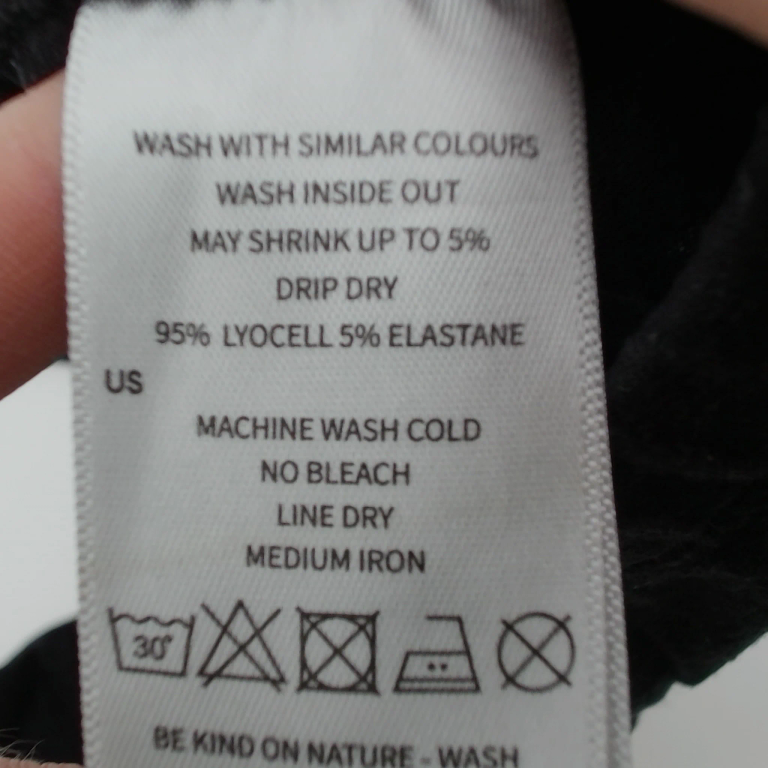 WASH WITH SIMILAR COLOURS
WASH INSIDE OUT
MAY SHRINK UP TO 5%
DRIP DRY
95% LYOCELL 5% ELASTANE
US
MACHINE WASH COLD
NO BLEACH
LINE DRY
MEDIUM IRON
30°
BE KIND ON NATURE - WASH